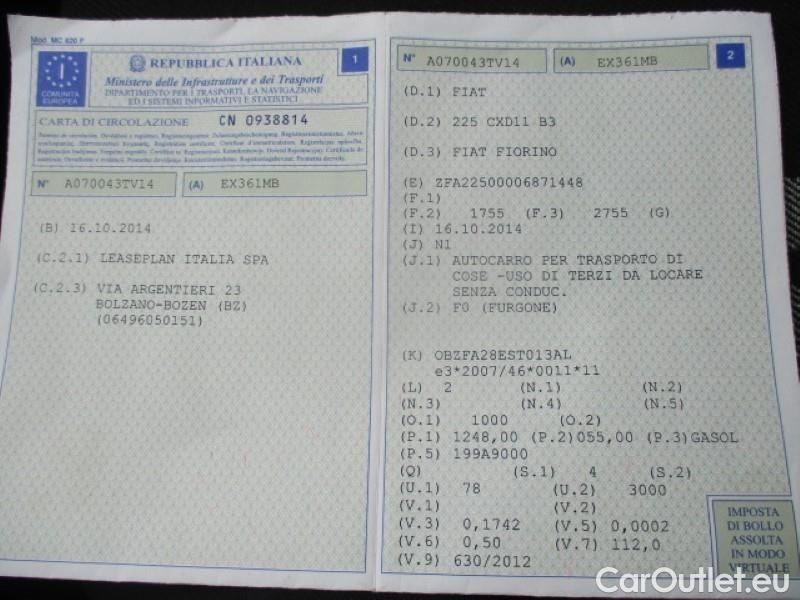 Mod. MC 820 F
I
COMUNITÀ
EUROPEA
REPUBBLICA ITALIANA
1
Ministero delle Infrastrutture e dei Trasporti
DIPARTIMENTO PER I TRASPORTI, LA NAVIGAZIONE
ED I SISTEMI INFORMATIVI E STATISTICI
CARTA DI CIRCOLAZIONE CN 0938814
N° A070043TV14 (A) EX361MB
(B) 16.10.2014
(C.2.1) LEASEPLAN ITALIA SPA
(C.2.3) VIA ARGENTIERI 23
BOLZANO-BOZEN (BZ)
(06496050151)
N° A070043TV14 (A) EX361MB
2
(D.1) FIAT
(D.2) 225 CXD11 B3
(D.3) FIAT FIORINO
(E) ZFA22500006871448
(F.1)
(F.2) 1755 (F.3) 2755 (G)
(I) 16.10.2014
(J) N1
(J.1) AUTOCARRO PER TRASPORTO DI
COSE -USO DI TERZI DA LOCARE
SENZA CONDUC.
(J.2) F0 (FURGONE)
(K) OBZFA28EST013AL
e3*2007/46*0011*11
(L) 2 (N.1) (N.2)
(N.3) (N.4) (N.5)
(O.1) 1000 (O.2)
(P.1) 1248,00 (P.2)055,00 (P.3)GASOL
(P.5) 199A9000
(Q) (S.1) 4 (S.2)
(U.1) 78 (U.2) 3000
(V.1) (V.2)
(V.3) 0,1742 (V.5) 0,0002
(V.6) 0,50 (V.7) 112,0
(V.9) 630/2012
IMPOSTA
DI BOLLO
ASSOLTA
IN MODO
VIRTUALE
CarOutlet.eu